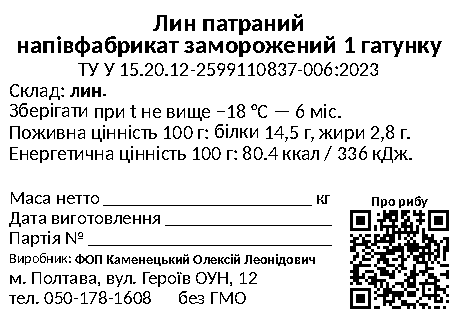 Лин патраний
напівфабрикат заморожений 1 гатунку
ТУ У 15.20.12-2599110837-006:2023
Склад: лин.
Зберігати при t не вище −18 °C — 6 міс.
Поживна цінність 100 г: білки 14,5 г, жири 2,8 г.
Енергетична цінність 100 г: 80.4 ккал / 336 кДж.
Маса нетто ______________________ кг
Про рибу
Дата виготовлення __________________
Партія № __________________________
Виробник: ФОП Каменецький Олексій Леонідович
м. Полтава, вул. Героїв ОУН, 12
тел. 050-178-1608 без ГМО